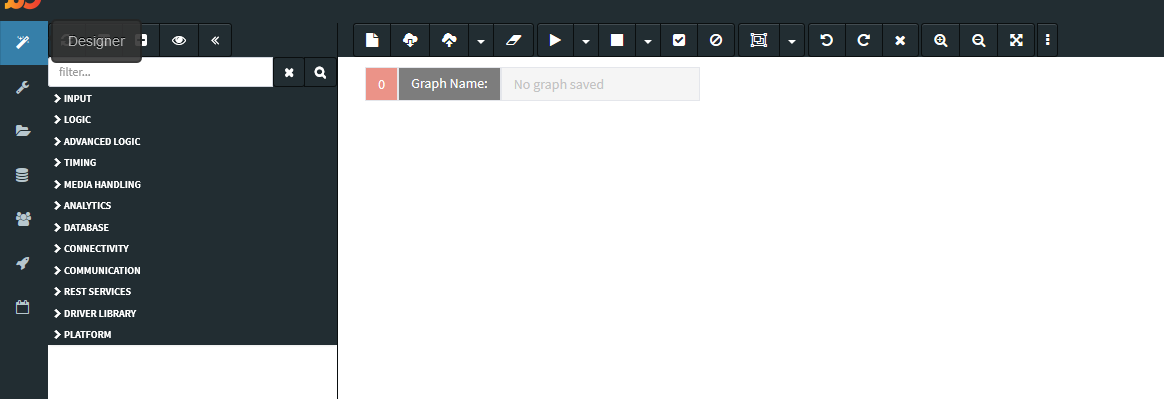 Designer
filter...
INPUT
LOGIC
ADVANCED LOGIC
TIMING
MEDIA HANDLING
ANALYTICS
DATABASE
CONNECTIVITY
COMMUNICATION
REST SERVICES
DRIVER LIBRARY
PLATFORM
0 Graph Name: No graph saved